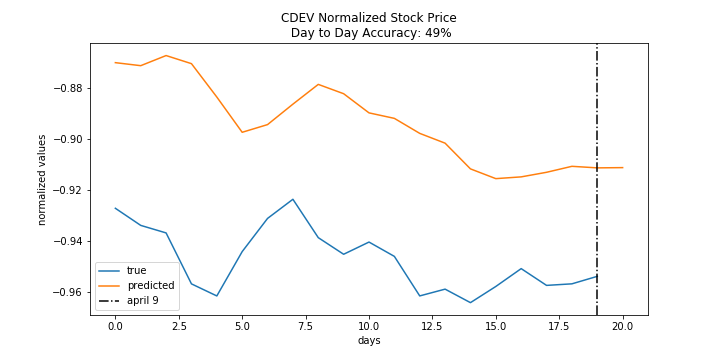 CDEV Normalized Stock Price
Day to Day Accuracy: 49%
normalized values
−0.88
−0.90
−0.92
−0.94
−0.96
true
predicted
april 9
0.0 2.5 5.0 7.5 10.0 12.5 15.0 17.5 20.0
days